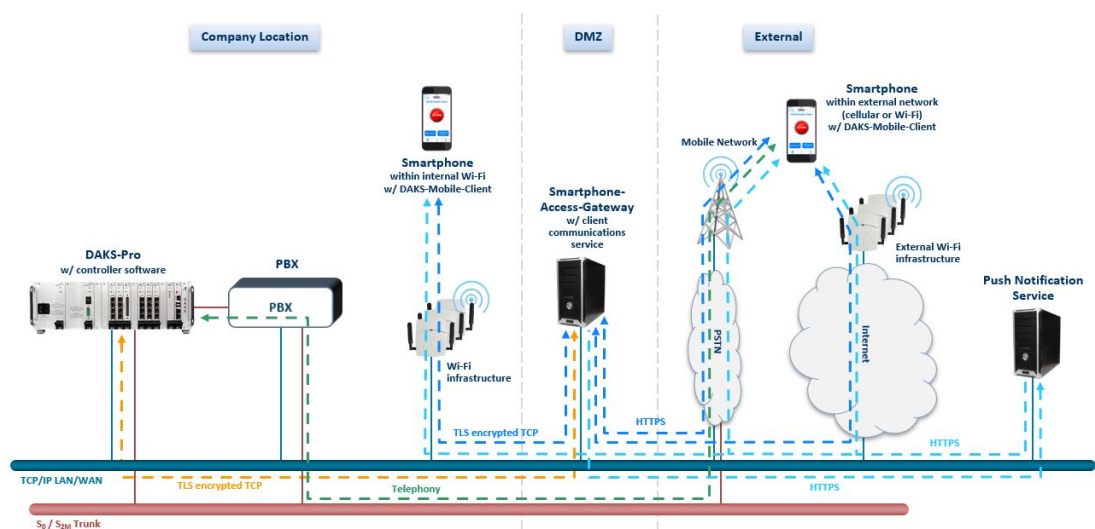 Company Location
DMZ
External
Smartphone
within internal Wi-Fi
w/ DAKS-Mobile-Client
Smartphone
within external network
(cellular or Wi-Fi)
w/ DAKS-Mobile-Client
Mobile Network
Smartphone-
Access-Gateway
w/ client
communications
service
DAKS-Pro
w/ controller software
PBX
PBX
External Wi-Fi
infrastructure
Push Notification
Service
Wi-Fi
infrastructure
PSTN
Internet
TLS encrypted TCP
HTTPS
HTTPS
TCP/IP LAN/WAN
TLS encrypted TCP
Telephony
HTTPS
S0 / S2M Trunk